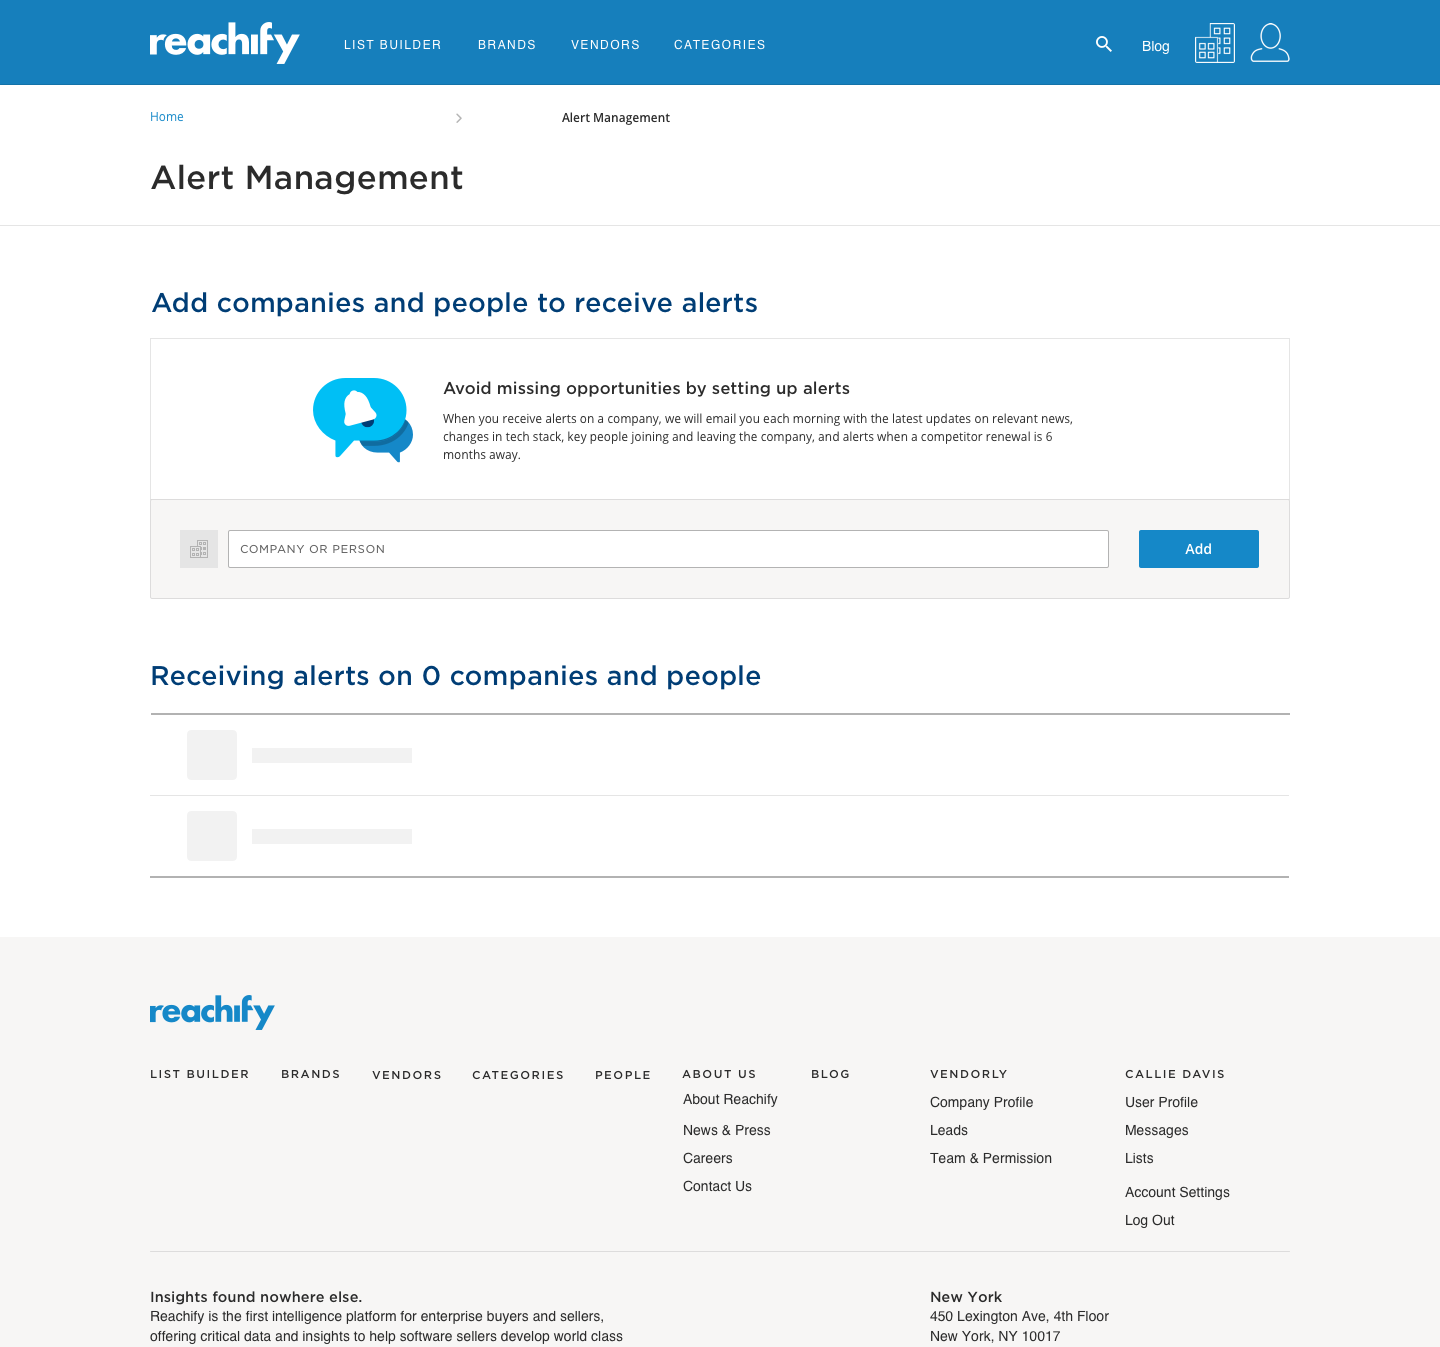 reachify
LIST BUILDER
BRANDS
VENDORS
CATEGORIES
Blog
Home
Alert Management
Alert Management
Add companies and people to receive alerts
Avoid missing opportunities by setting up alerts
When you receive alerts on a company, we will email you each morning with the latest updates on relevant news,
changes in tech stack, key people joining and leaving the company, and alerts when a competitor renewal is 6
months away.
COMPANY OR PERSON
Add
Receiving alerts on 0 companies and people
reachify
LIST BUILDER
BRANDS
VENDORS
CATEGORIES
PEOPLE
ABOUT US
About Reachify
News & Press
Careers
Contact Us
BLOG
VENDORLY
Company Profile
Leads
Team & Permission
CALLIE DAVIS
User Profile
Messages
Lists
Account Settings
Log Out
Insights found nowhere else.
Reachify is the first intelligence platform for enterprise buyers and sellers,
offering critical data and insights to help software sellers develop world class
New York
450 Lexington Ave, 4th Floor
New York, NY 10017